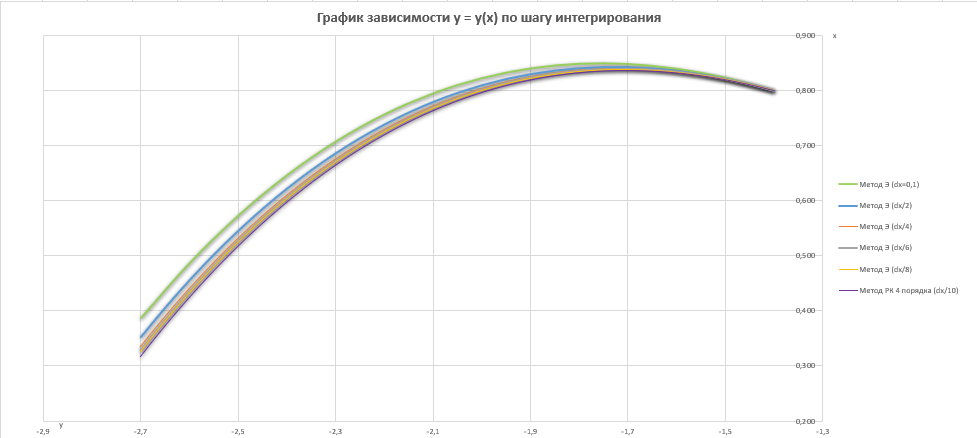 График зависимости y = y(x) по шагу интегрирования
0,900
x
0,800
0,700
0,600
0,500
0,400
0,300
0,200
Метод Э (dx=0,1)
Метод Э (dx/2)
Метод Э (dx/4)
Метод Э (dx/6)
Метод Э (dx/8)
Метод РК 4 порядка (dx/10)
y
-2,9 -2,7 -2,5 -2,3 -2,1 -1,9 -1,7 -1,5 -1,3